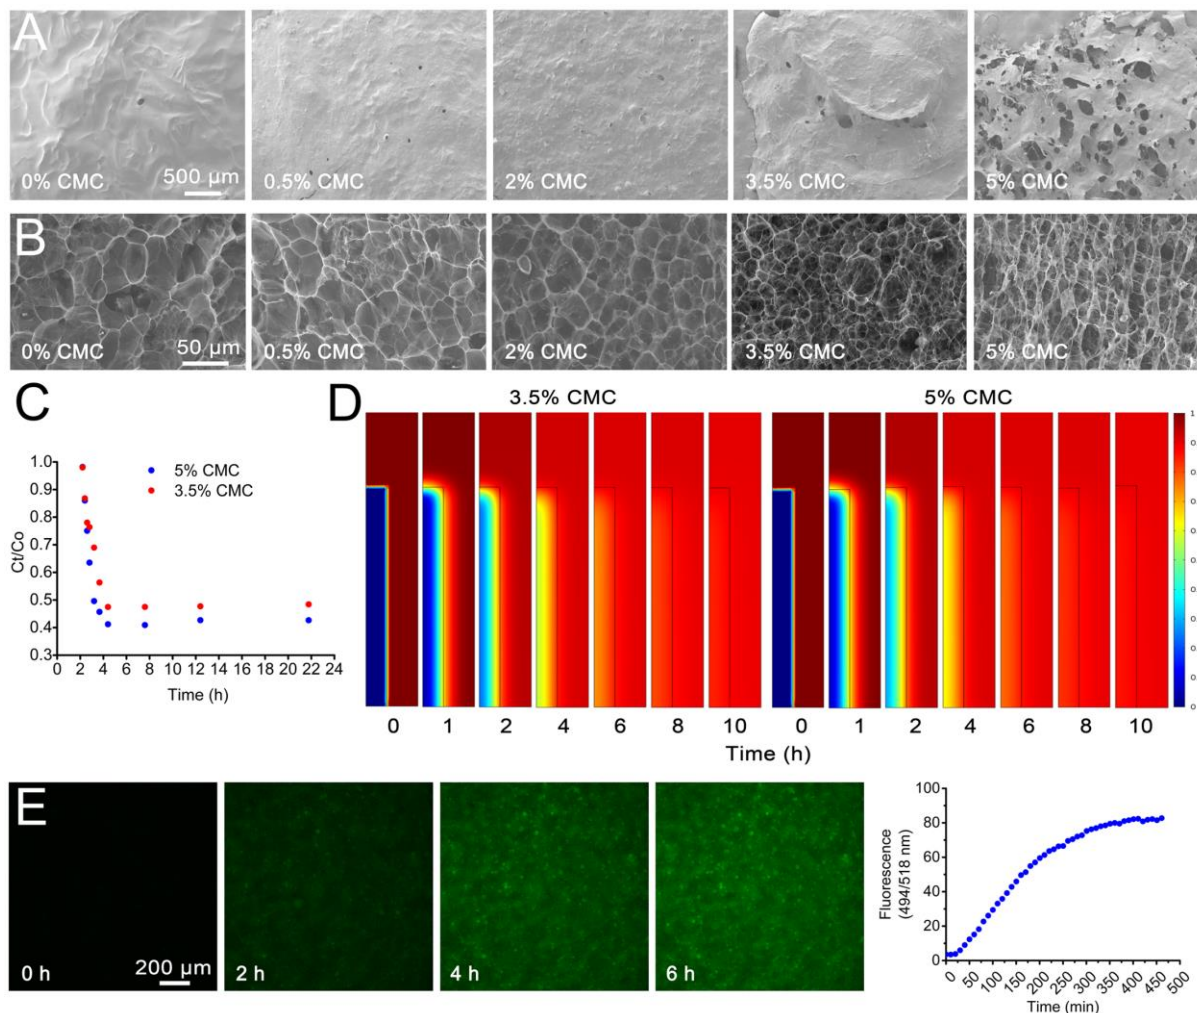 A
0% CMC
500 µm
0.5% CMC
2% CMC
3.5% CMC
5% CMC
B
0% CMC
50 µm
0.5% CMC
2% CMC
3.5% CMC
5% CMC
C
1.0
0.9
0.8
0.7
0.6
0.5
0.4
0.3
Ct/Co
5% CMC
3.5% CMC
0 2 4 6 8 10 12 14 16 18 20 22 24
Time (h)
D
3.5% CMC
5% CMC
0 1 2 4 6 8 10
0 1 2 4 6 8 10
Time (h)
1
E
0 h
200 µm
2 h
4 h
6 h
100
80
60
40
20
0
Fluorescence
(494/518 nm)
0 50 100 150 200 250 300 350 400 450 500
Time (min)